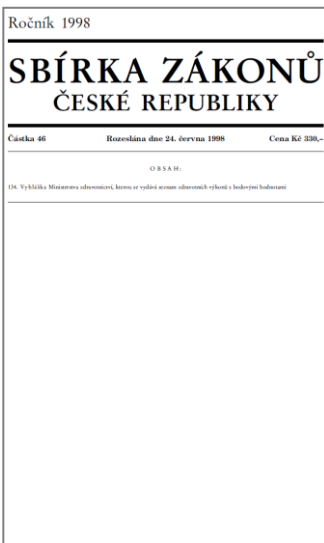 Ročník 1998
SBÍRKA ZÁKONŮ
ČESKÉ REPUBLIKY
Částka 46 Rozeslána dne 24. června 1998 Cena Kč 330,–
OBSAH:
134. Vyhláška Ministerstva zdravotnictví, kterou se vydává seznam zdravotních výkonů s bodovými hodnotami